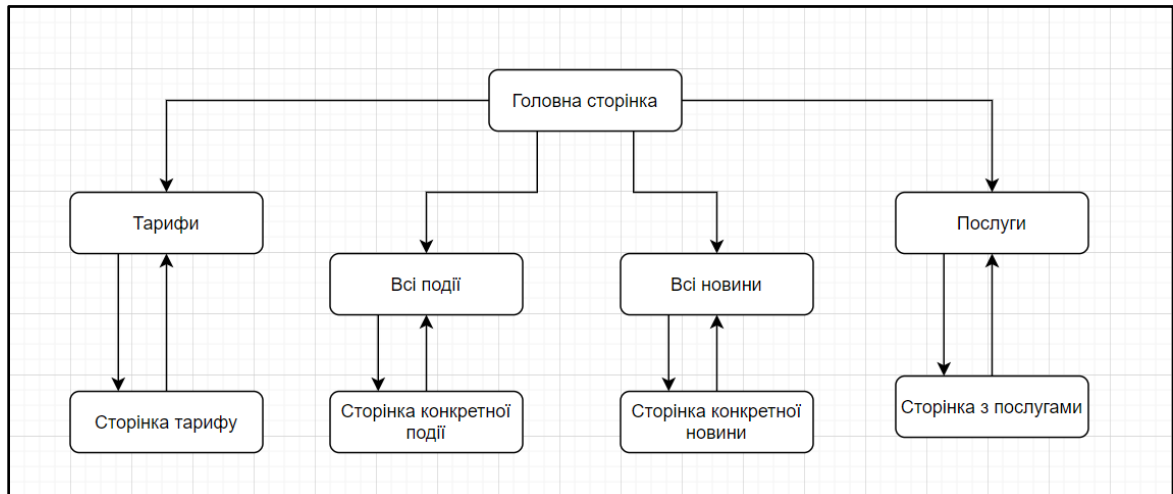 Головна сторінка
Тарифи
Послуги
Всі події
Всі новини
Сторінка тарифу
Сторінка конкретної
події
Сторінка конкретної
новини
Сторінка з послугами